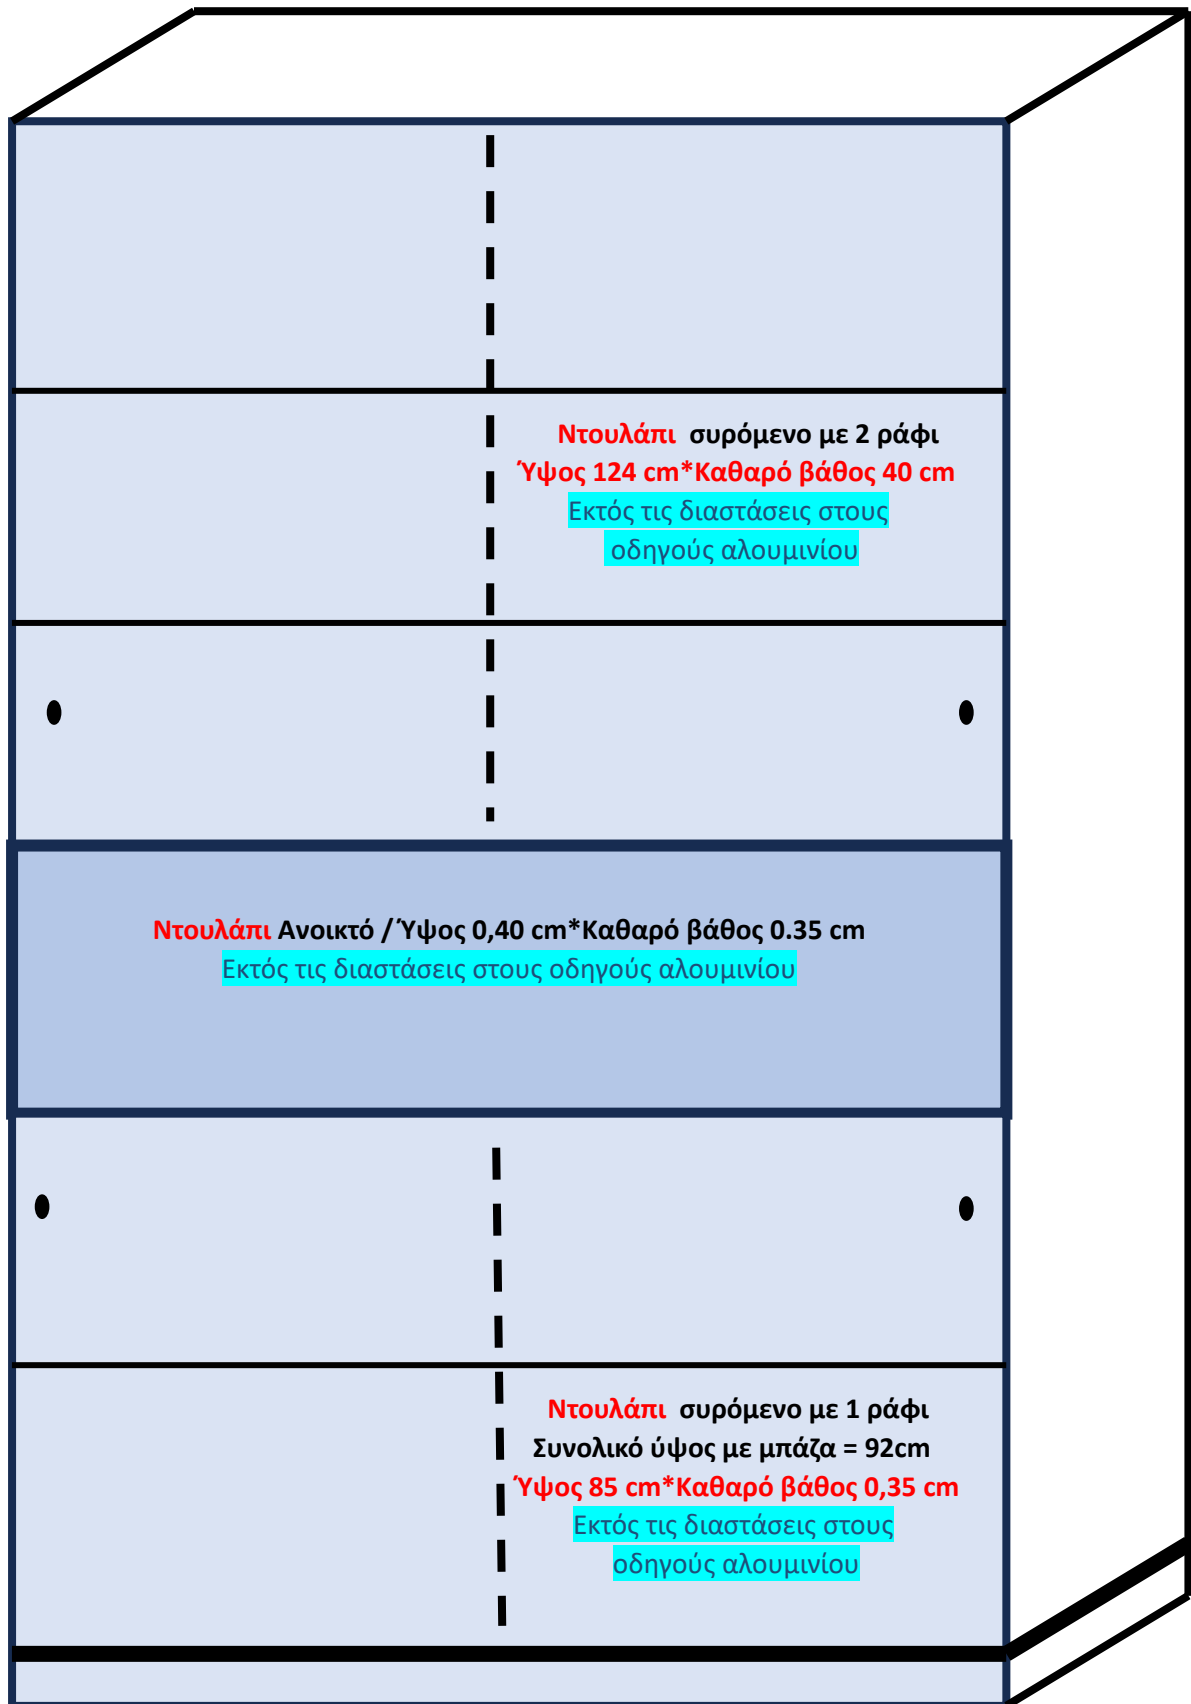 Ντουλάπι συρόμενο με 2 ράφι
Ύψος 124 cm*Καθαρό βάθος 40 cm
Εκτός τις διαστάσεις στους
οδηγούς αλουμινίου
Ντουλάπι Ανοικτό / Ύψος 0,40 cm*Καθαρό βάθος 0.35 cm
Εκτός τις διαστάσεις στους οδηγούς αλουμινίου
Ντουλάπι συρόμενο με 1 ράφι
Συνολικό ύψος με μπάζα = 92cm
Ύψος 85 cm*Καθαρό βάθος 0,35 cm
Εκτός τις διαστάσεις στους
οδηγούς αλουμινίου